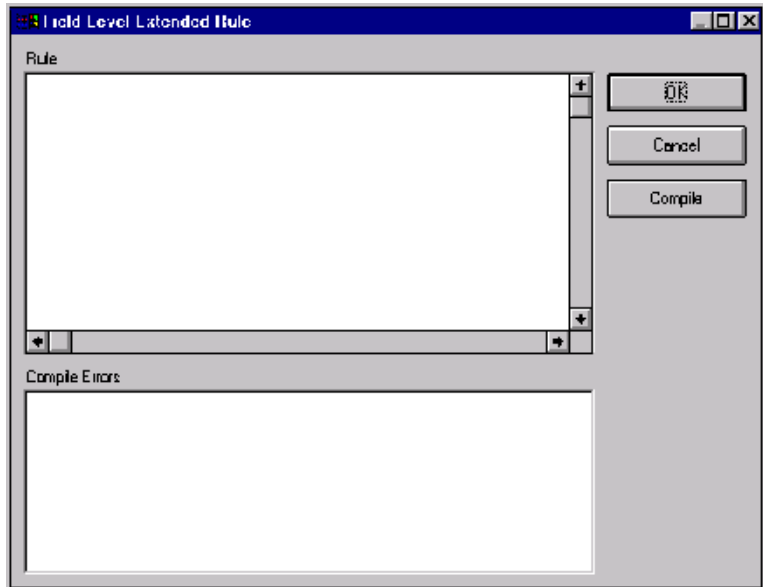 Field Level Extended Rule
Rule
OK
Cancel
Compile
Compile Errors